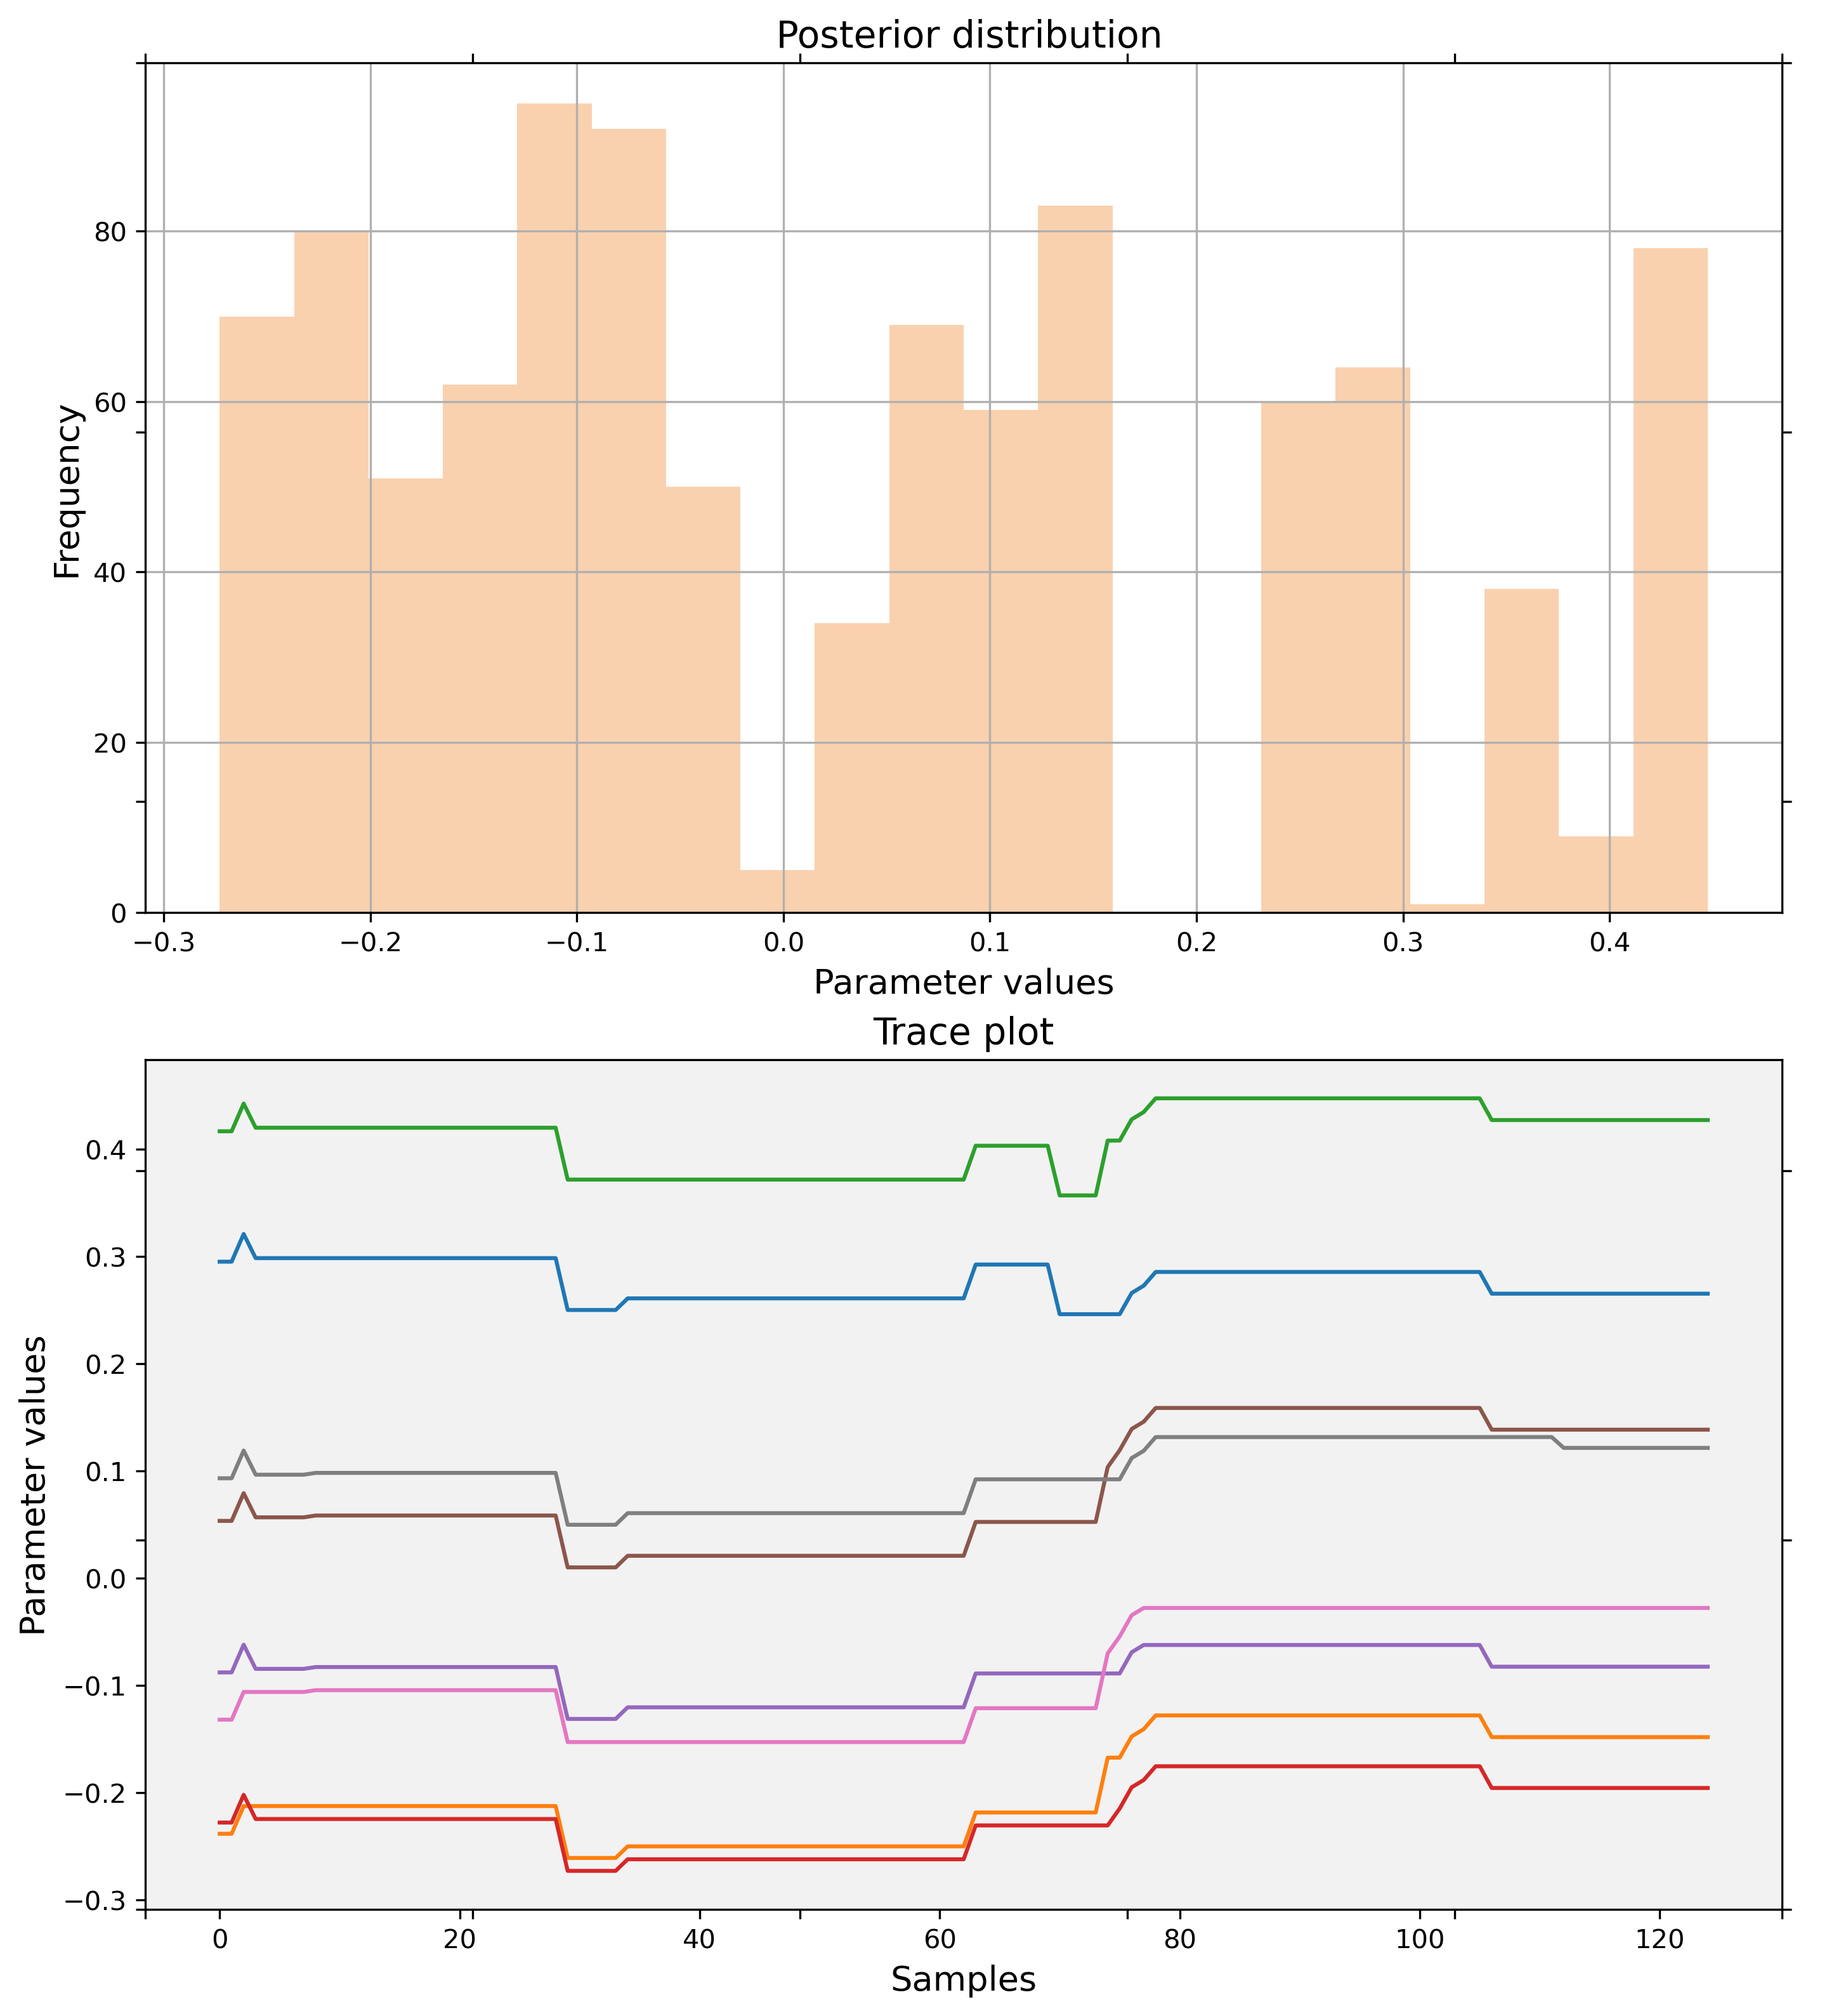 Posterior distribution
Frequency
80
60
40
20
0
−0.3 −0.2 −0.1 0.0 0.1 0.2 0.3 0.4
Parameter values
Trace plot
Parameter values
0.4
0.3
0.2
0.1
0.0
−0.1
−0.2
−0.3
0 20 40 60 80 100 120
Samples